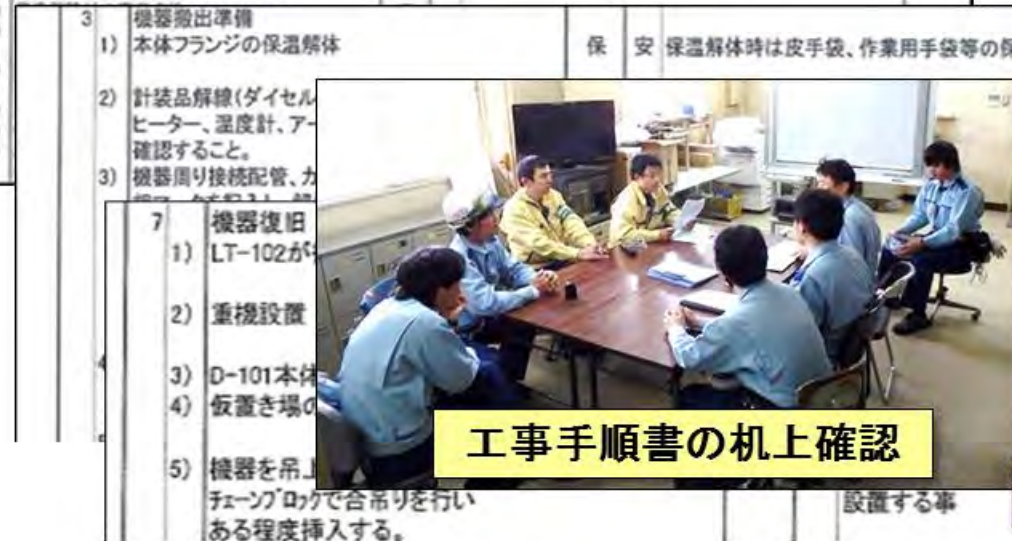 3 機器搬出準備
1) 本体フランジの保温解体 保 安 保温解体時は皮手袋、作業用手袋等の保
2) 計装品解線(ダイセル
ヒーター、温度計、アー
確認すること。
3) 機器周り接続配管、カ
7 機器復旧
1) LT-102が
2) 重機設置
3) D-101本体
4) 仮置き場の
5) 機器を吊上
チェーンブロックで合吊りを行い
ある程度挿入する。
工事手順書の机上確認
設置する事